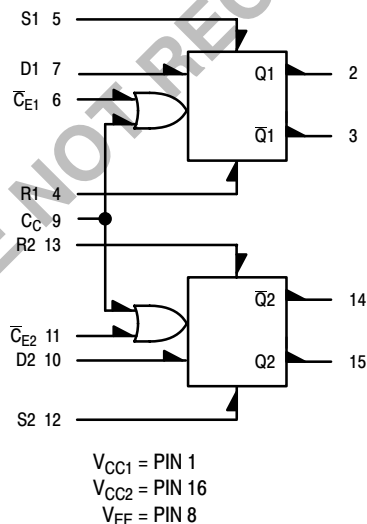 S1 5
D1 7
Q1
2
C̅E1 6
Q̅1
3
R1 4
CC 9
R2 13
Q̅2
14
C̅E2 11
D2 10
Q2
15
S2 12
VCC1 = PIN 1
VCC2 = PIN 16
VEE = PIN 8
E NOT R